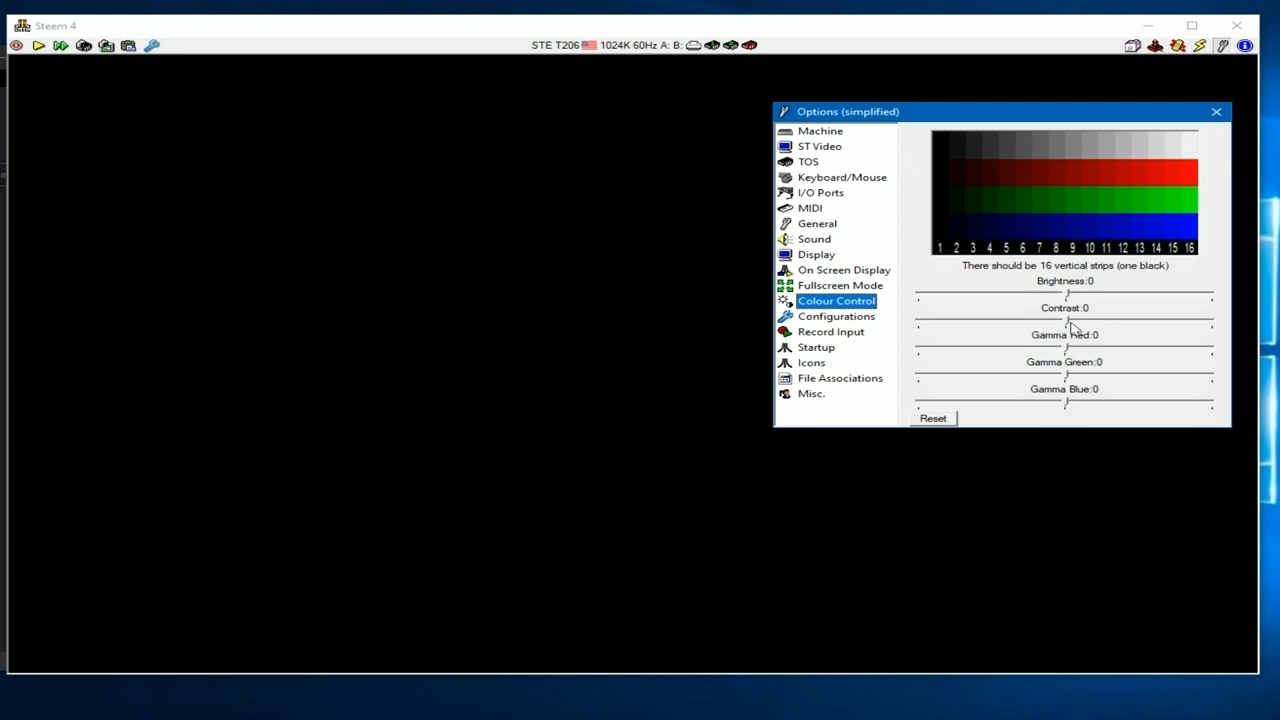 Steem 4
STE T206 1024K 60Hz A: B:
Options (simplified)
Machine
ST Video
TOS
Keyboard/Mouse
I/O Ports
MIDI
General
Sound
Display
On Screen Display
Fullscreen Mode
Colour Control
Configurations
Record Input
Startup
Icons
File Associations
Misc.
1 2 3 4 5 6 7 8 9 10 11 12 13 14 15 16
There should be 16 vertical strips (one black)
Brightness:0
Contrast:0
Gamma Red:0
Gamma Green:0
Gamma Blue:0
Reset